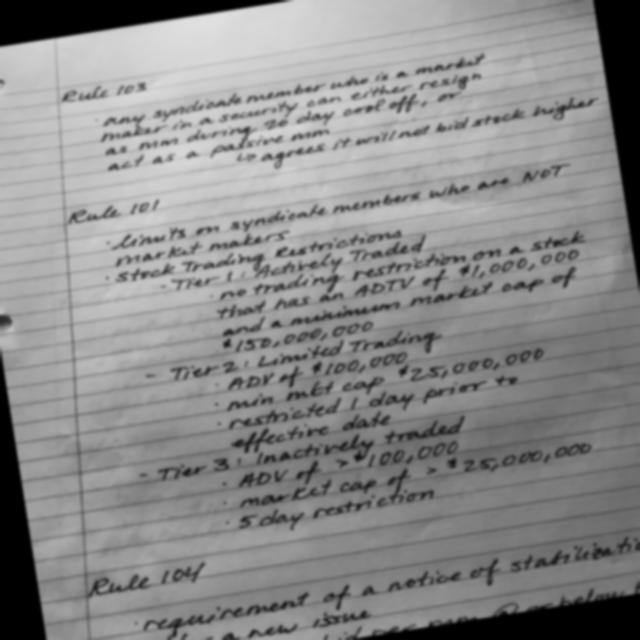 Rule 103
. any syndicate member who is a market
maker in a security can either resign
as mm during day and eff, or
act as a passive mm
. agrees it will not bid stock higher
Rule 101
. limits on syndicate members who are NOT
market makers
. Stock Trading Restrictions
- Tier 1: Actively Traded
. no trading restriction on a stock
that has an ADTV of $1,000,000
and a minimum market cap of
$150,000,000
- Tier 2: Limited Trading
. ADV of $100,000
. min mkt cap $25,000,000
. restricted 1 day prior to
effective date
- Tier 3: Inactively traded
. ADV of > $100,000
. market cap of > $25,000,000
. 5 day restriction
Rule 104
. requirement of a notice of
a new issue